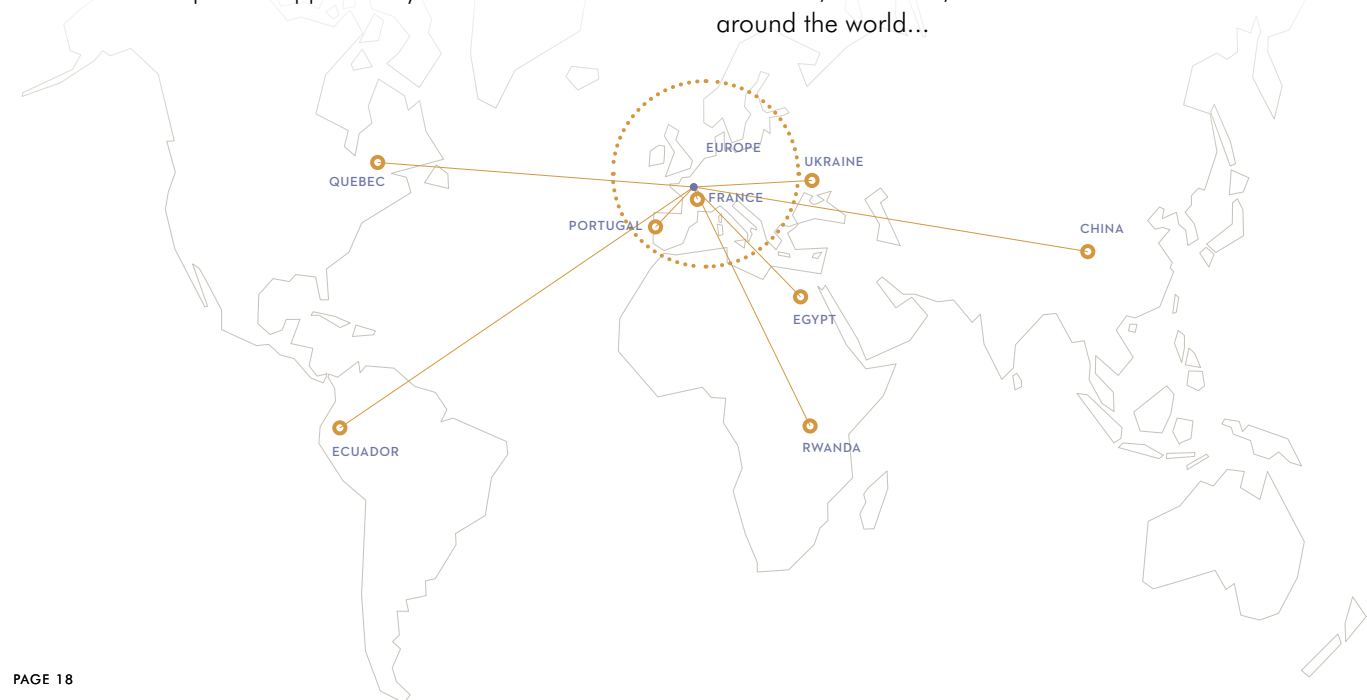 around the world...
EUROPE
UKRAINE
QUEBEC
FRANCE
PORTUGAL
CHINA
EGYPT
RWANDA
ECUADOR
PAGE 18